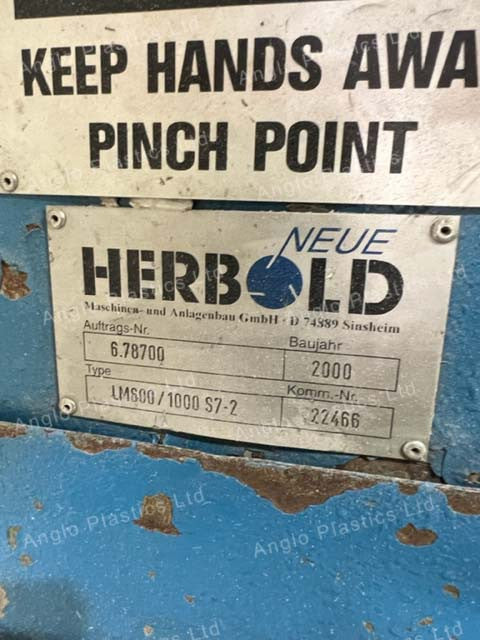 KEEP HANDS AWA
PINCH POINT
NEUE
HERBOLD
Maschinen- und Anlagenbau GmbH · D 74889 Sinsheim
Auftrags-Nr.
Baujahr
6.78700
2000
Type
Komm.-Nr.
LM600/1000 S7-2
22466
Anglo Plastics Ltd
Anglo Plastics Ltd